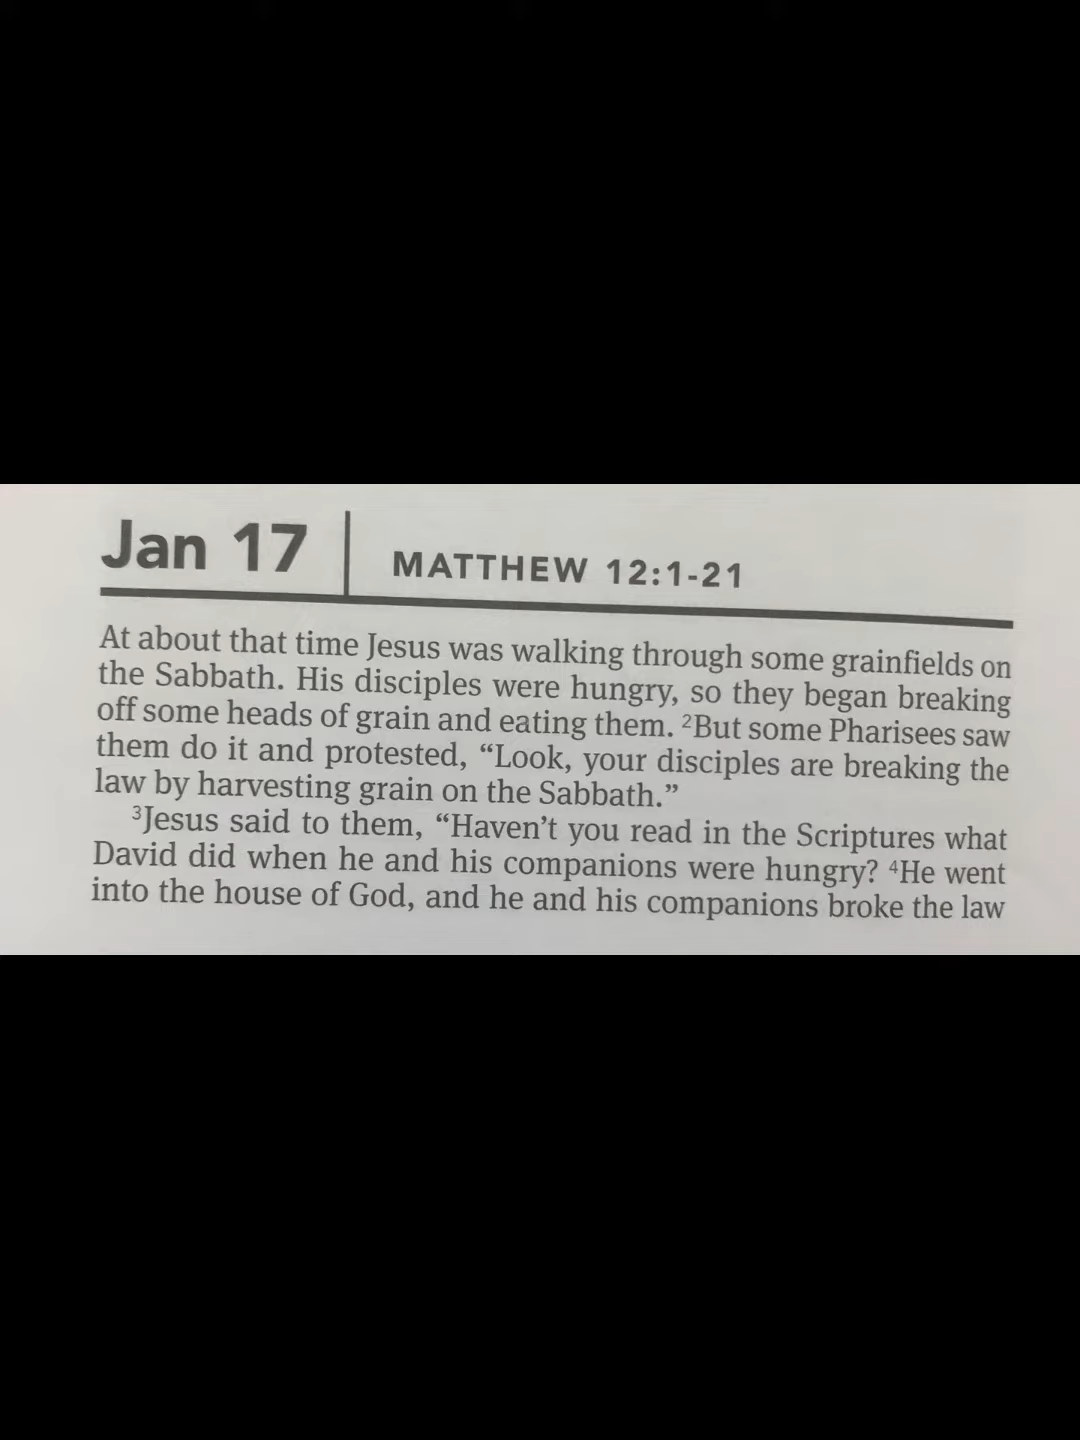 Jan 17 | MATTHEW 12:1-21
At about that time Jesus was walking through some grainfields on
the Sabbath. His disciples were hungry, so they began breaking
off some heads of grain and eating them. ²But some Pharisees saw
them do it and protested, “Look, your disciples are breaking the
law by harvesting grain on the Sabbath.”
³Jesus said to them, “Haven’t you read in the Scriptures what
David did when he and his companions were hungry? ⁴He went
into the house of God, and he and his companions broke the law